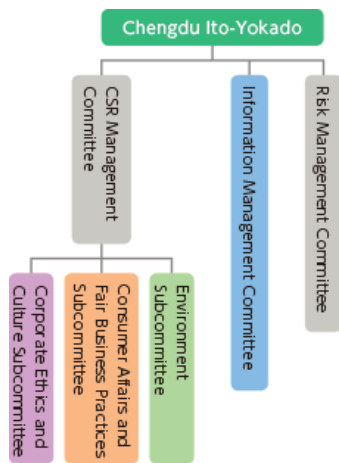 Chengdu Ito-Yokado
CSR Management
Committee
Information Management Committee
Risk Management Committee
Corporate Ethics and
Culture Subcommittee
Consumer Affairs and
Fair Business Practices
Subcommittee
Environment
Subcommittee